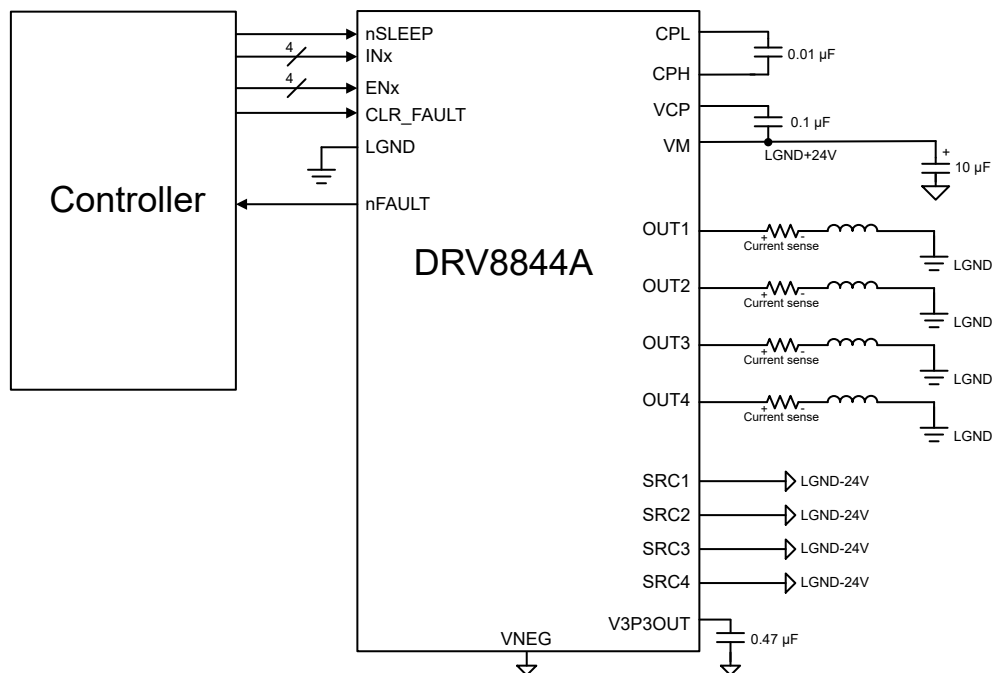 nSLEEP
4
INx
4
ENx
CLR_FAULT
LGND
nFAULT
Controller
DRV8844A
CPL
0.01 µF
CPH
VCP
0.1 µF
VM
LGND+24V
+
10 µF
OUT1
+ -
Current sense
LGND
OUT2
+ -
Current sense
LGND
OUT3
+ -
Current sense
LGND
OUT4
+ -
Current sense
LGND
SRC1
LGND-24V
SRC2
LGND-24V
SRC3
LGND-24V
SRC4
LGND-24V
V3P3OUT
0.47 µF
VNEG